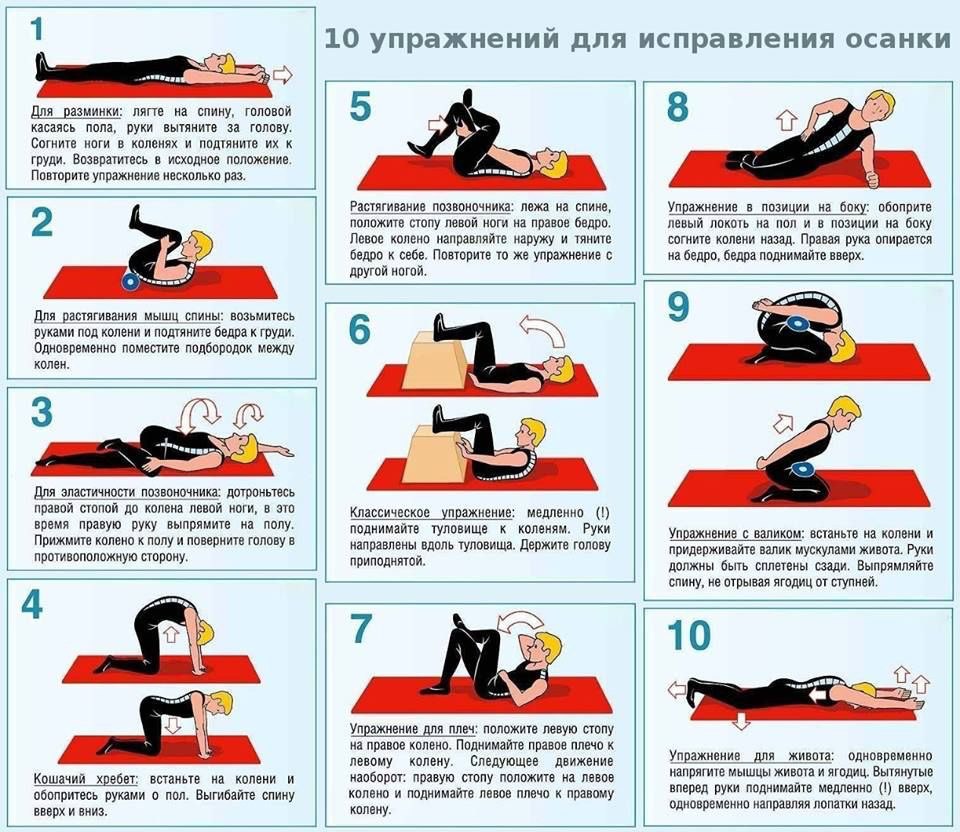 10 упражнений для исправления осанки
1
Для разминки: лягте на спину, головой
касаясь пола, руки вытяните за голову.
Согните ноги в коленях и подтяните их к
груди. Возвратитесь в исходное положение.
Повторите упражнение несколько раз.
2
Для растягивания мышц спины: возьмитесь
руками под колени и подтяните бедра к груди.
Одновременно поместите подбородок между
колен.
3
Для эластичности позвоночника: дотроньтесь
правой стопой до колена левой ноги, в это
время правую руку выпрямите на полу.
Прижмите колено к полу и поверните голову в
противоположную сторону.
4
Кошачий хребет: встаньте на колени и
обопритесь руками о пол. Выгибайте спину
вверх и вниз.
5
Растягивание позвоночника: лежа на спине,
положите стопу левой ноги на правое бедро.
Левое колено направляйте наружу и тяните
бедро к себе. Повторите то же упражнение с
другой ногой.
6
Классическое упражнение: медленно (!)
поднимайте туловище к коленям. Руки
направлены вдоль туловища. Держите голову
приподнятой.
7
Упражнение для плеч: положите левую стопу
на правое колено. Поднимайте правое плечо к
левому колену. Следующее движение
наоборот: правую стопу положите на левое
колено и поднимайте левое плечо к правому
колену.
8
Упражнение в позиции на боку: обоприте
левый локоть на пол и в позиции на боку
согните колени назад. Правая рука опирается
на бедро, бедра поднимайте вверх.
9
Упражнение с валиком: встаньте на колени и
придерживайте валик мускулами живота. Руки
должны быть сплетены сзади. Выпрямляйте
спину, не отрывая ягодиц от ступней.
10
Упражнение для живота: одновременно
напрягите мышцы живота и ягодиц. Вытянутые
вперед руки поднимайте медленно (!) вверх,
одновременно направляя лопатки назад.